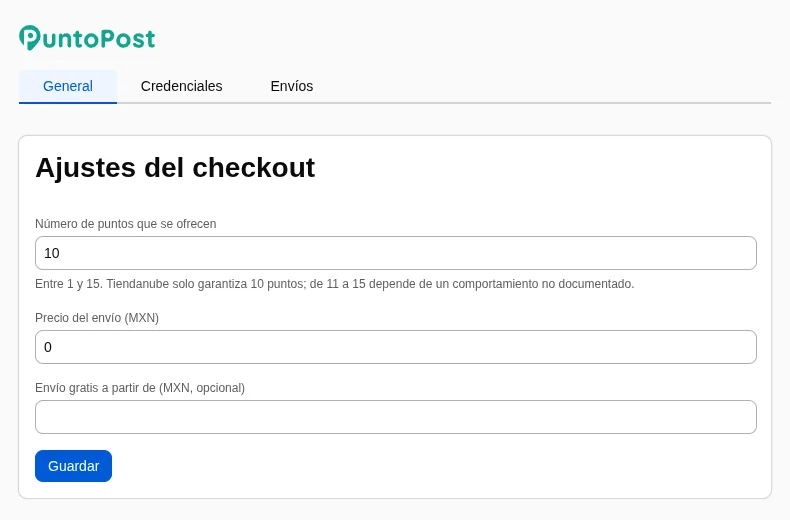 PuntoPost
General
Credenciales
Envíos
Ajustes del checkout
Número de puntos que se ofrecen
10
Entre 1 y 15. Tiendanube solo garantiza 10 puntos; de 11 a 15 depende de un comportamiento no documentado.
Precio del envío (MXN)
0
Envío gratis a partir de (MXN, opcional)
Guardar